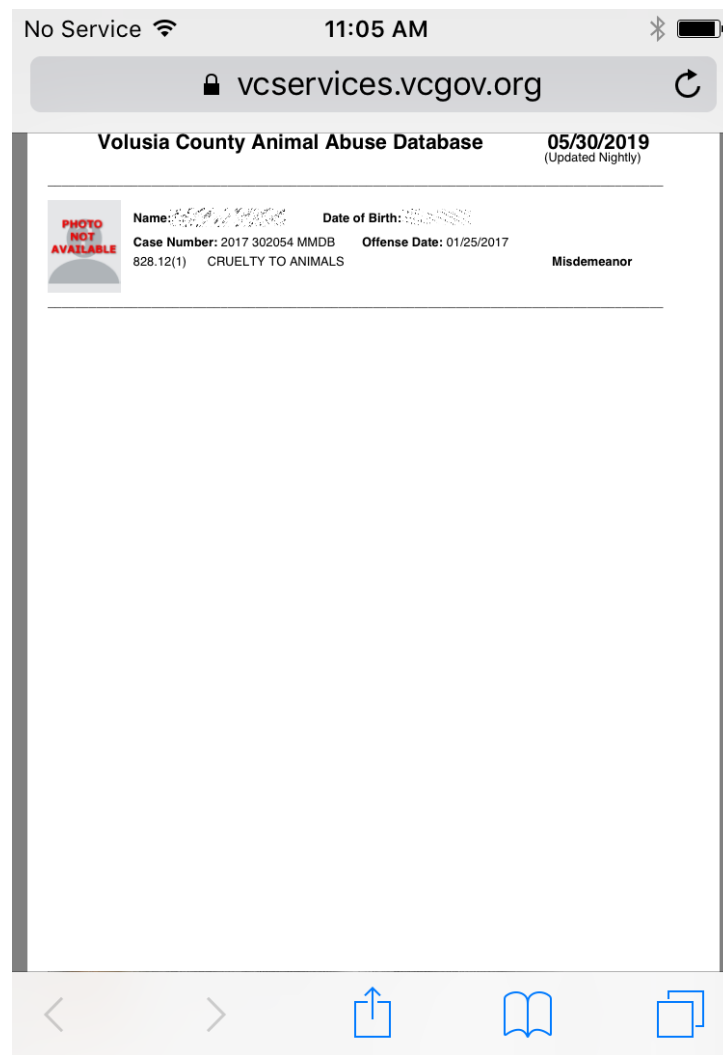 No Service 11:05 AM
vcservices.vcgov.org
Volusia County Animal Abuse Database 05/30/2019
(Updated Nightly)
PHOTO
NOT
AVAILABLE
Name: Date of Birth:
Case Number: 2017 302054 MMDB Offense Date: 01/25/2017
828.12(1) CRUELTY TO ANIMALS Misdemeanor